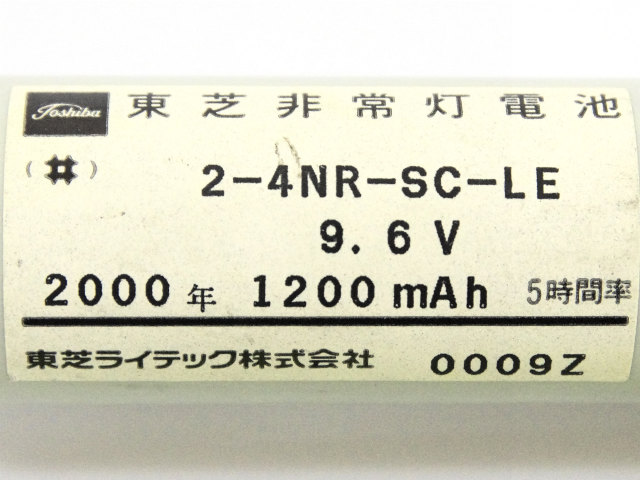 Toshiba 東芝非常灯電池
(#)
2-4NR-SC-LE
9.6V
2000年 1200mAh 5時間率
東芝ライテック株式会社 0009Z